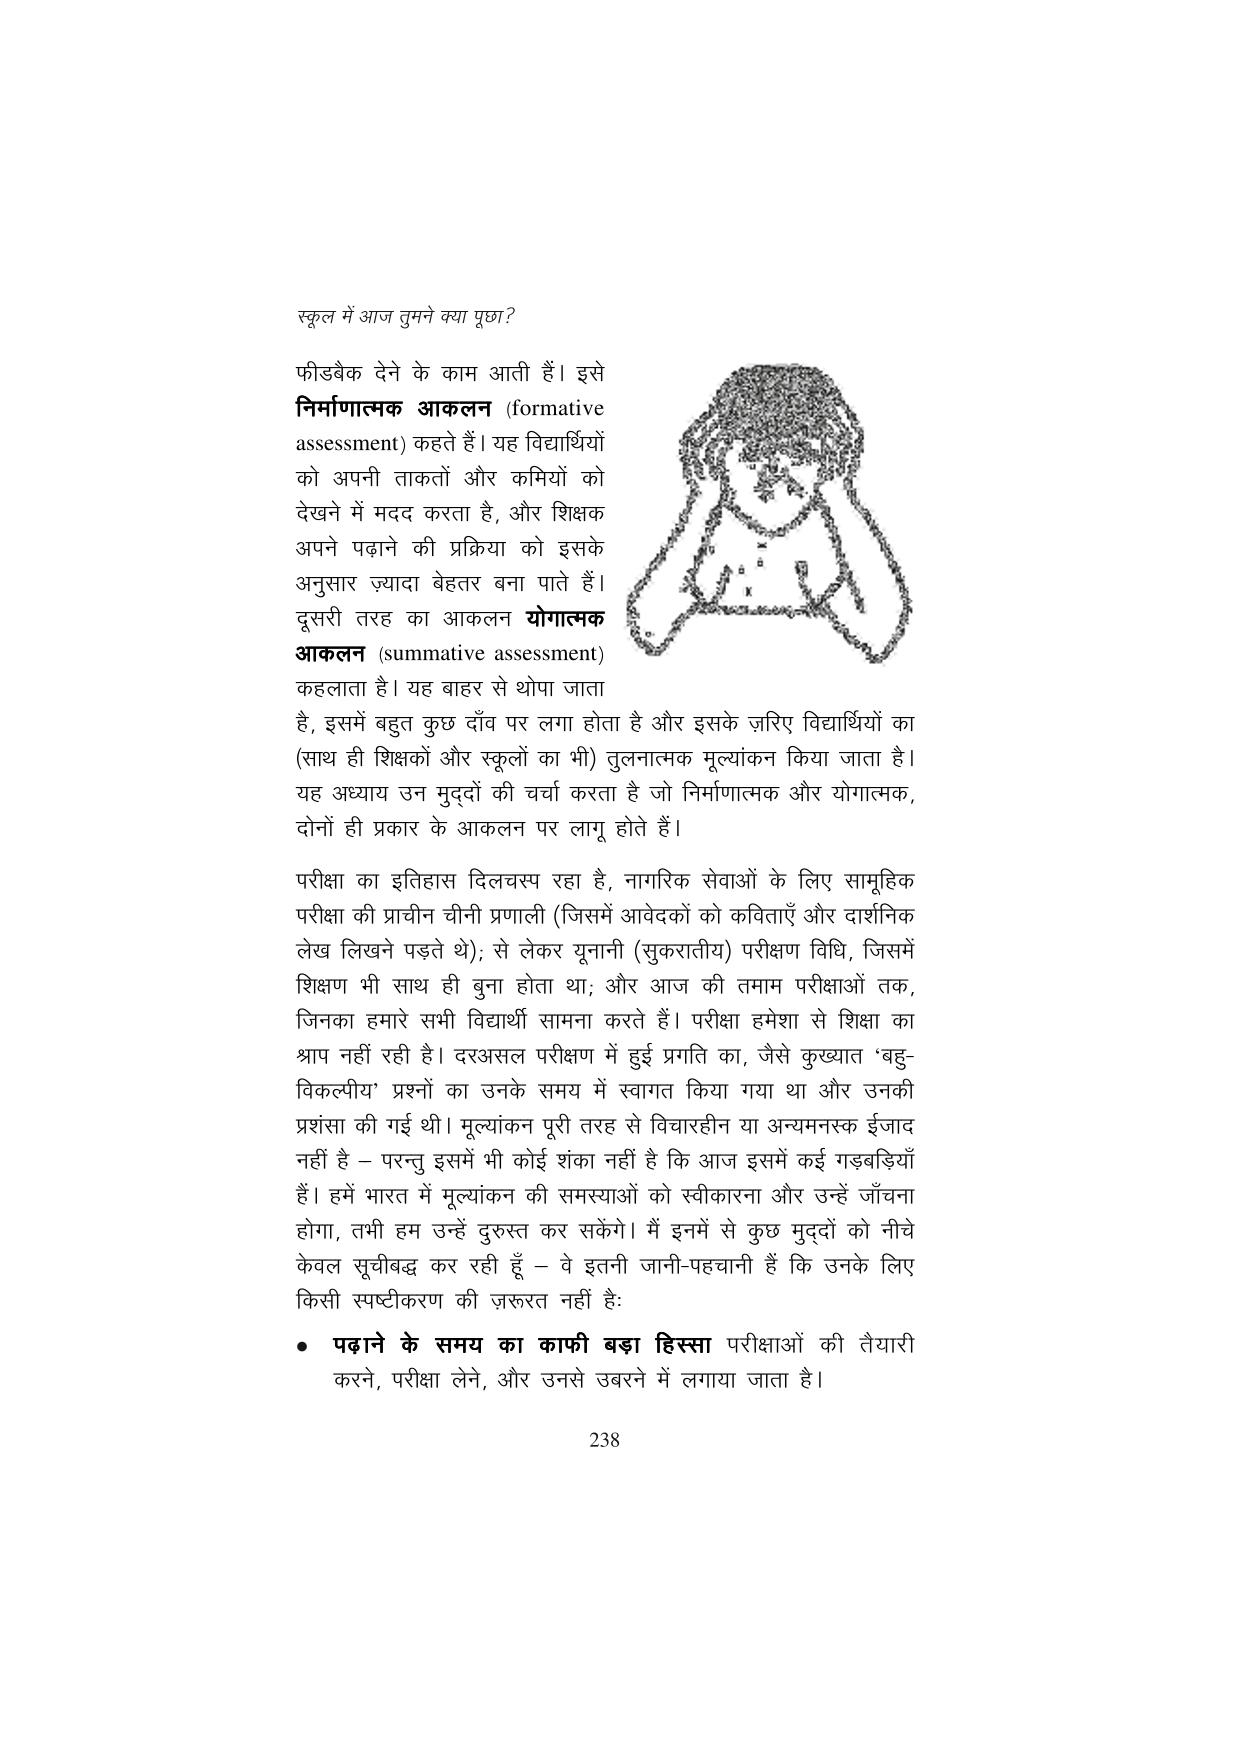 स्कूल में आज तुमने क्या पूछा?
फीडबैक देने के काम आती हैं। इसे
निर्माणात्मक आकलन (formative
assessment) कहते हैं। यह विद्यार्थियों
को अपनी ताकतों और कमियों को
देखने में मदद करता है, और शिक्षक
अपने पढ़ाने की प्रक्रिया को इसके
अनुसार ज़्यादा बेहतर बना पाते हैं।
दूसरी तरह का आकलन योगात्मक
आकलन (summative assessment)
कहलाता है। यह बाहर से थोपा जाता
है, इसमें बहुत कुछ दाँव पर लगा होता है और इसके ज़रिए विद्यार्थियों का
(साथ ही शिक्षकों और स्कूलों का भी) तुलनात्मक मूल्यांकन किया जाता है।
यह अध्याय उन मुद्दों की चर्चा करता है जो निर्माणात्मक और योगात्मक,
दोनों ही प्रकार के आकलन पर लागू होते हैं।
परीक्षा का इतिहास दिलचस्प रहा है, नागरिक सेवाओं के लिए सामूहिक
परीक्षा की प्राचीन चीनी प्रणाली (जिसमें आवेदकों को कविताएँ और दार्शनिक
लेख लिखने पड़ते थे); से लेकर यूनानी (सुकरातीय) परीक्षण विधि, जिसमें
शिक्षण भी साथ ही बुना होता था; और आज की तमाम परीक्षाओं तक,
जिनका हमारे सभी विद्यार्थी सामना करते हैं। परीक्षा हमेशा से शिक्षा का
श्राप नहीं रही है। दरअसल परीक्षण में हुई प्रगति का, जैसे कुख्यात ‘बहु-
विकल्पीय’ प्रश्नों का उनके समय में स्वागत किया गया था और उनकी
प्रशंसा की गई थी। मूल्यांकन पूरी तरह से विचारहीन या अन्यमनस्क ईजाद
नहीं है – परन्तु इसमें भी कोई शंका नहीं है कि आज इसमें कई गड़बड़ियाँ
हैं। हमें भारत में मूल्यांकन की समस्याओं को स्वीकारना और उन्हें जाँचना
होगा, तभी हम उन्हें दुरुस्त कर सकेंगे। मैं इनमें से कुछ मुद्दों को नीचे
केवल सूचीबद्ध कर रही हूँ – वे इतनी जानी-पहचानी हैं कि उनके लिए
किसी स्पष्टीकरण की ज़रूरत नहीं है:
● पढ़ाने के समय का काफी बड़ा हिस्सा परीक्षाओं की तैयारी
करने, परीक्षा लेने, और उनसे उबरने में लगाया जाता है।
238